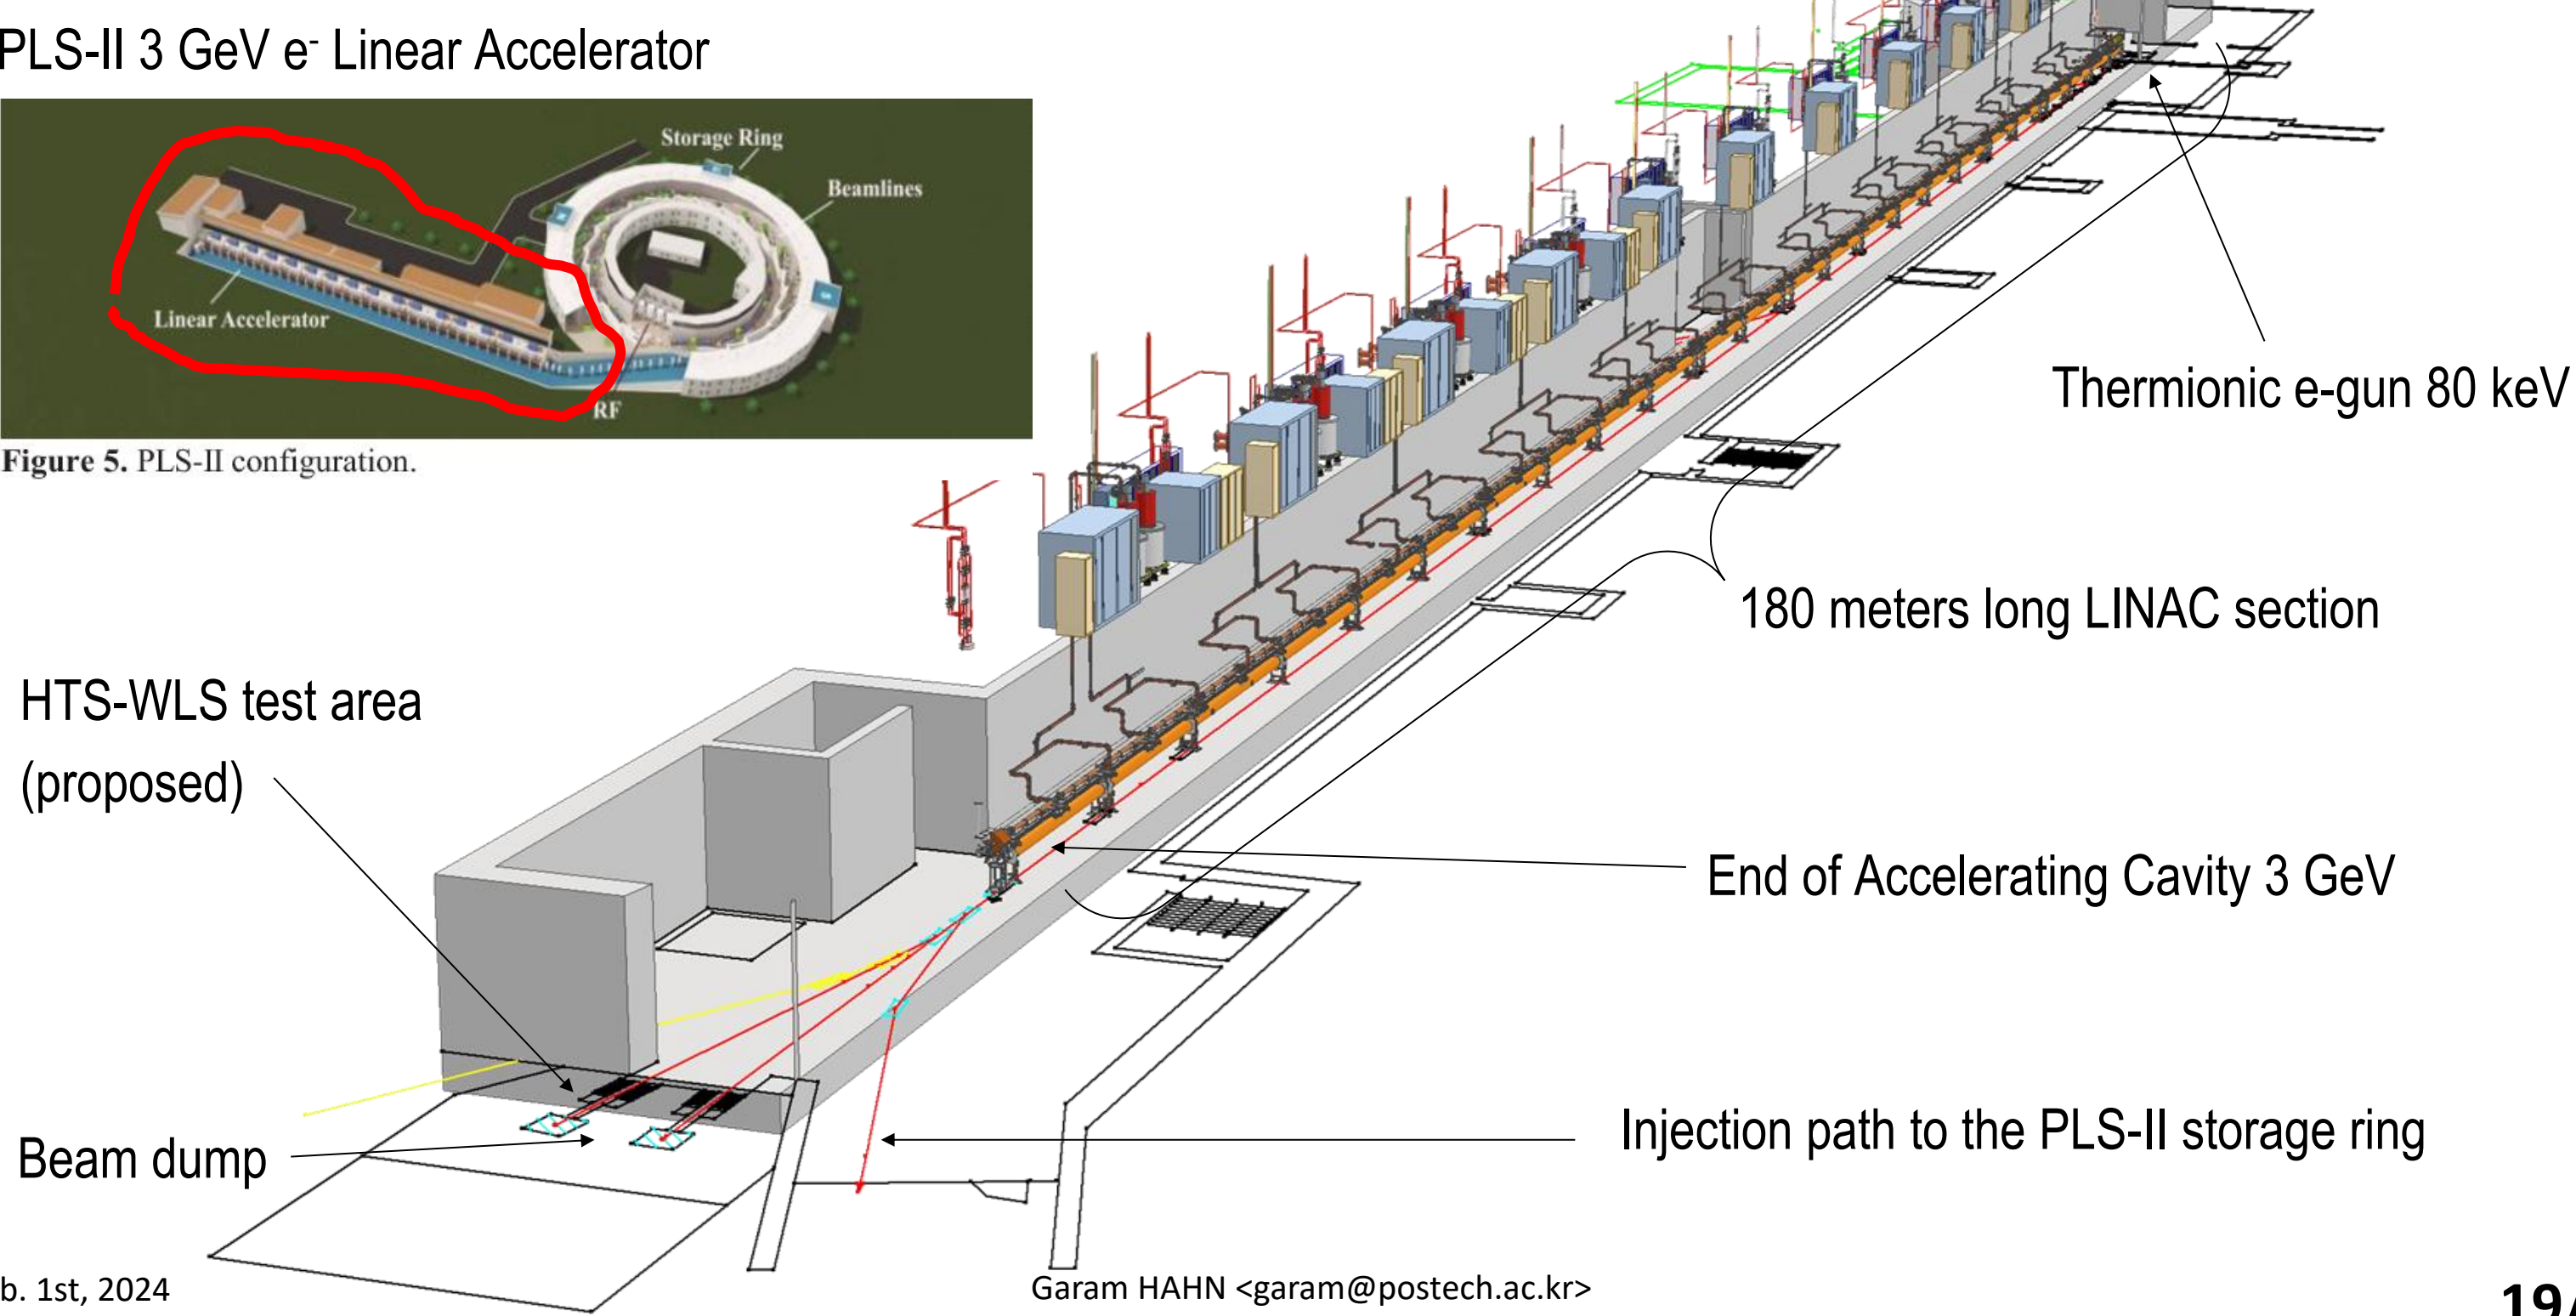 PLS-II 3 GeV e- Linear Accelerator
Storage Ring
Beamlines
Linear Accelerator
RF
Figure 5. PLS-II configuration.
Thermionic e-gun 80 keV
180 meters long LINAC section
HTS-WLS test area
(proposed)
End of Accelerating Cavity 3 GeV
Injection path to the PLS-II storage ring
Beam dump
b. 1st, 2024
Garam HAHN <garam@postech.ac.kr>
19/